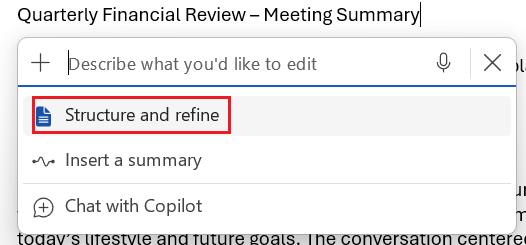 Quarterly Financial Review – Meeting Summary
Describe what you'd like to edit
Structure and refine
Insert a summary
Chat with Copilot
today's lifestyle and future goals. The conversation centered